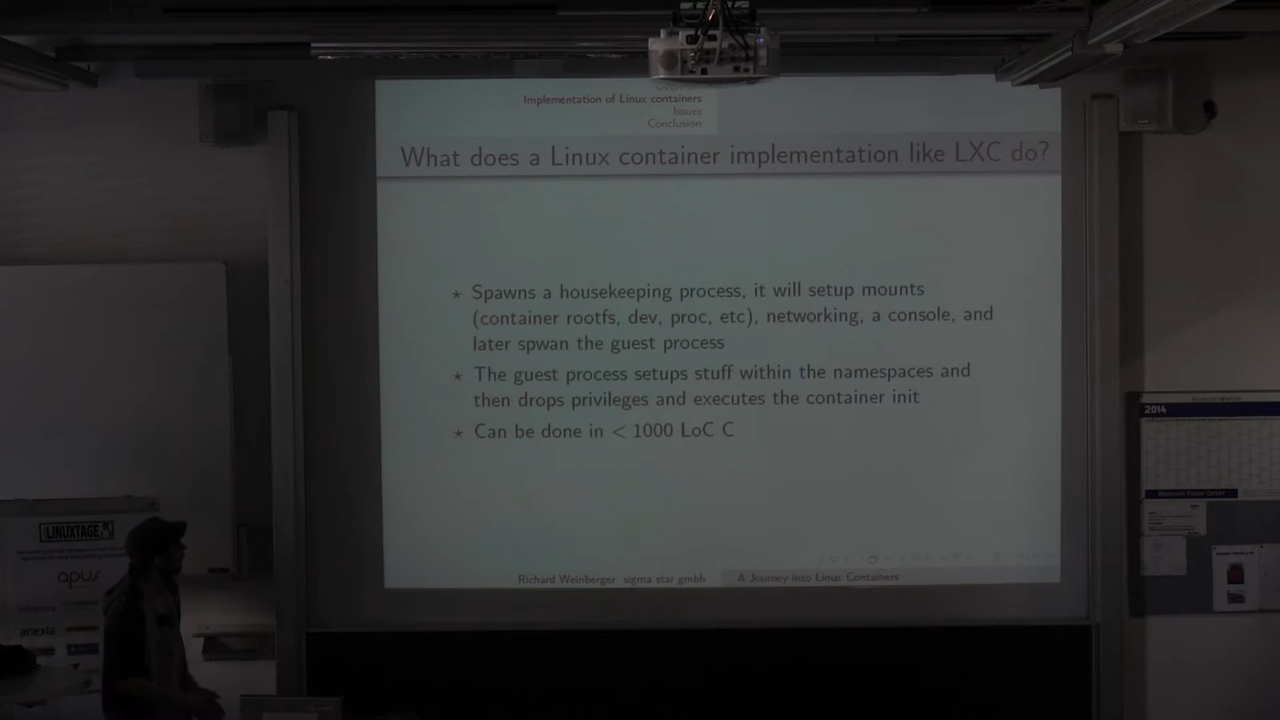 Implementation of Linux containers
Issues
Conclusion
What does a Linux container implementation like LXC do?
⋆ Spawns a housekeeping process, it will setup mounts
(container rootfs, dev, proc, etc), networking, a console, and
later spwan the guest process
⋆ The guest process setups stuff within the namespaces and
then drops privileges and executes the container init
⋆ Can be done in < 1000 LoC C
Richard Weinberger sigma star gmbh
A Journey into Linux Containers
LINUXTAGE
apus
anexia
2014